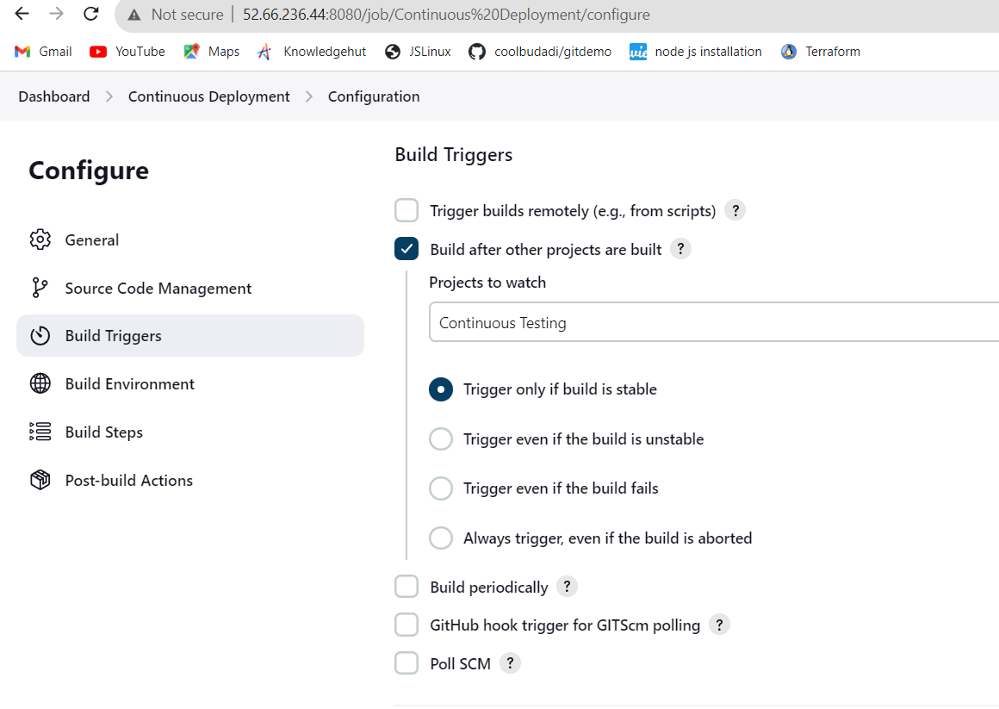 Not secure | 52.66.236.44:8080/job/Continuous%20Deployment/configure
Gmail YouTube Maps Knowledgehut JSLinux coolbudadi/gitdemo vie node js installation Terraform
Dashboard > Continuous Deployment > Configuration
Configure
General
Source Code Management
Build Triggers
Build Environment
Build Steps
Post-build Actions
Build Triggers
Trigger builds remotely (e.g., from scripts) ?
Build after other projects are built ?
Projects to watch
Continuous Testing
Trigger only if build is stable
Trigger even if the build is unstable
Trigger even if the build fails
Always trigger, even if the build is aborted
Build periodically ?
GitHub hook trigger for GITScm polling ?
Poll SCM ?